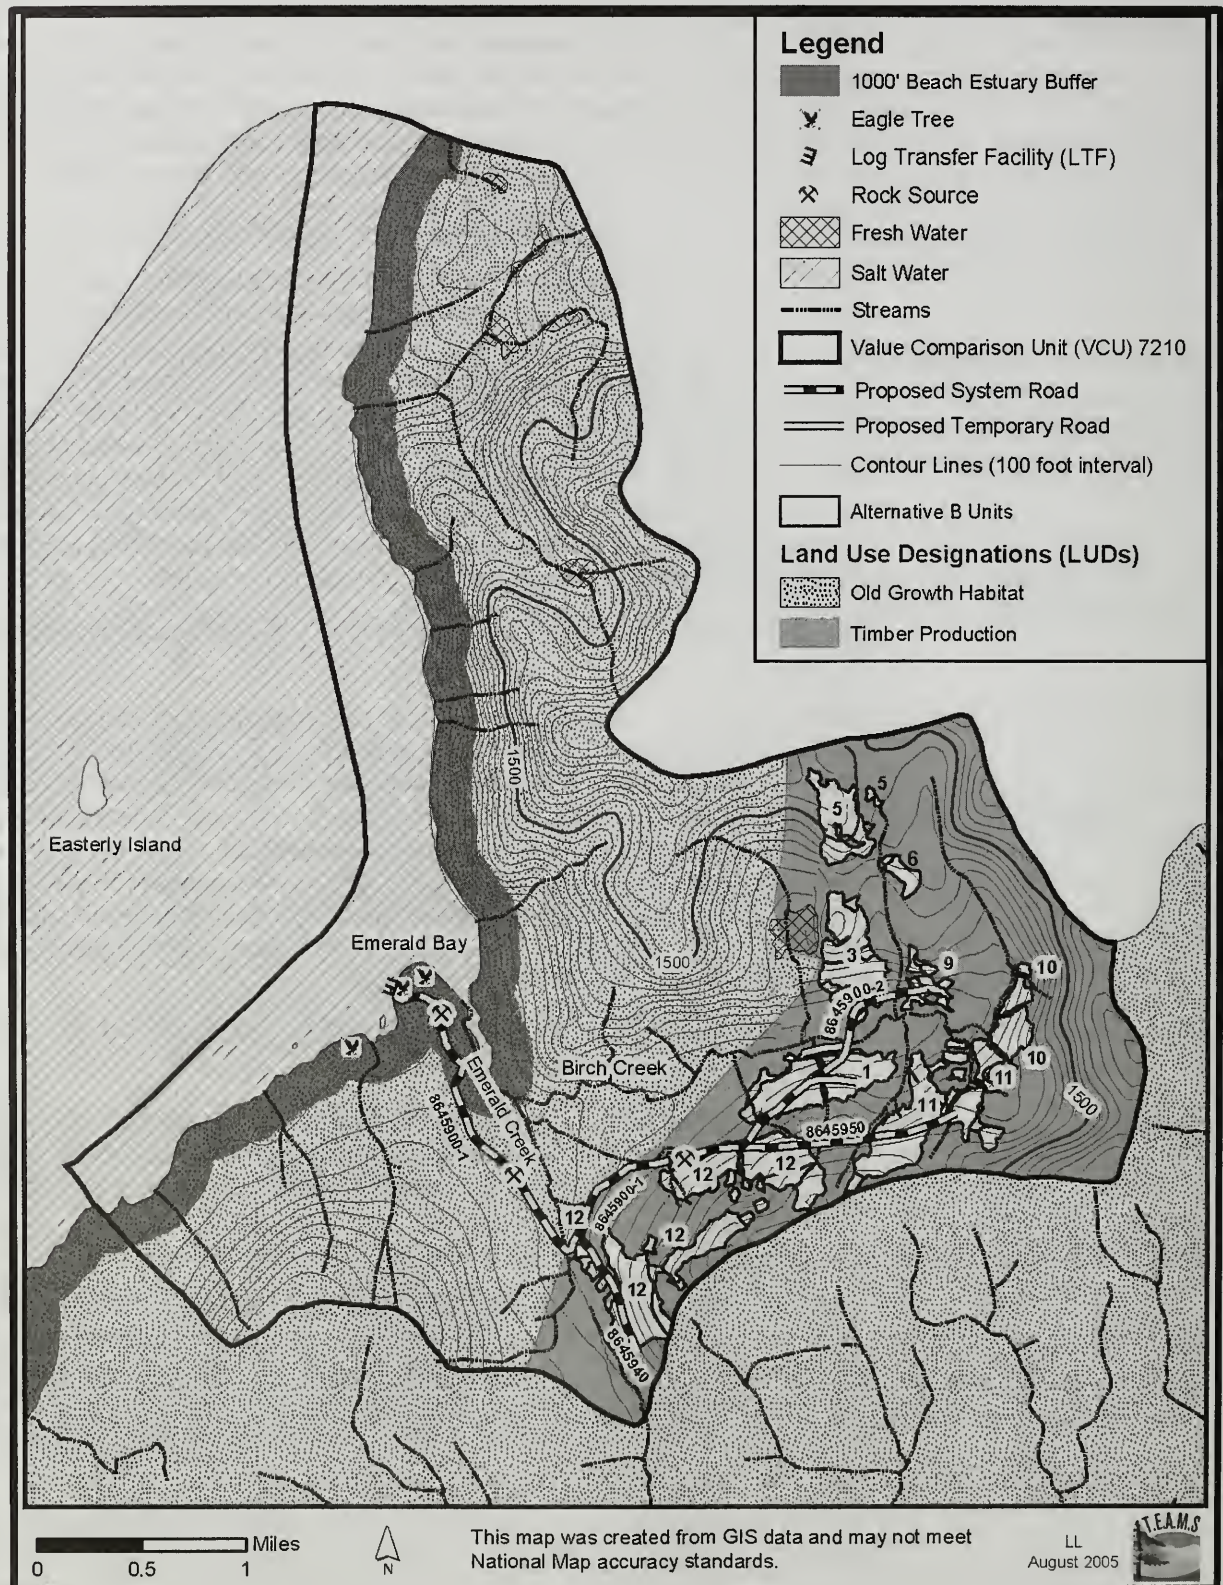 Legend
1000' Beach Estuary Buffer
Eagle Tree
Log Transfer Facility (LTF)
Rock Source
Fresh Water
Salt Water
Streams
Value Comparison Unit (VCU) 7210
Proposed System Road
Proposed Temporary Road
Contour Lines (100 foot interval)
Alternative B Units
Land Use Designations (LUDs)
Old Growth Habitat
Timber Production
1500
5
5
Easterly Island
6
Emerald Bay
1500
3
9
10
8645900-2
Birch Creek
1
10
11
1500
Emerald Creek
8645900-1
11
8645950
12
12
8645900-1
12
12
12
8645940
Miles
0
0.5
1
N
This map was created from GIS data and may not meet
National Map accuracy standards.
LL
August 2005
T.E.A.M.S